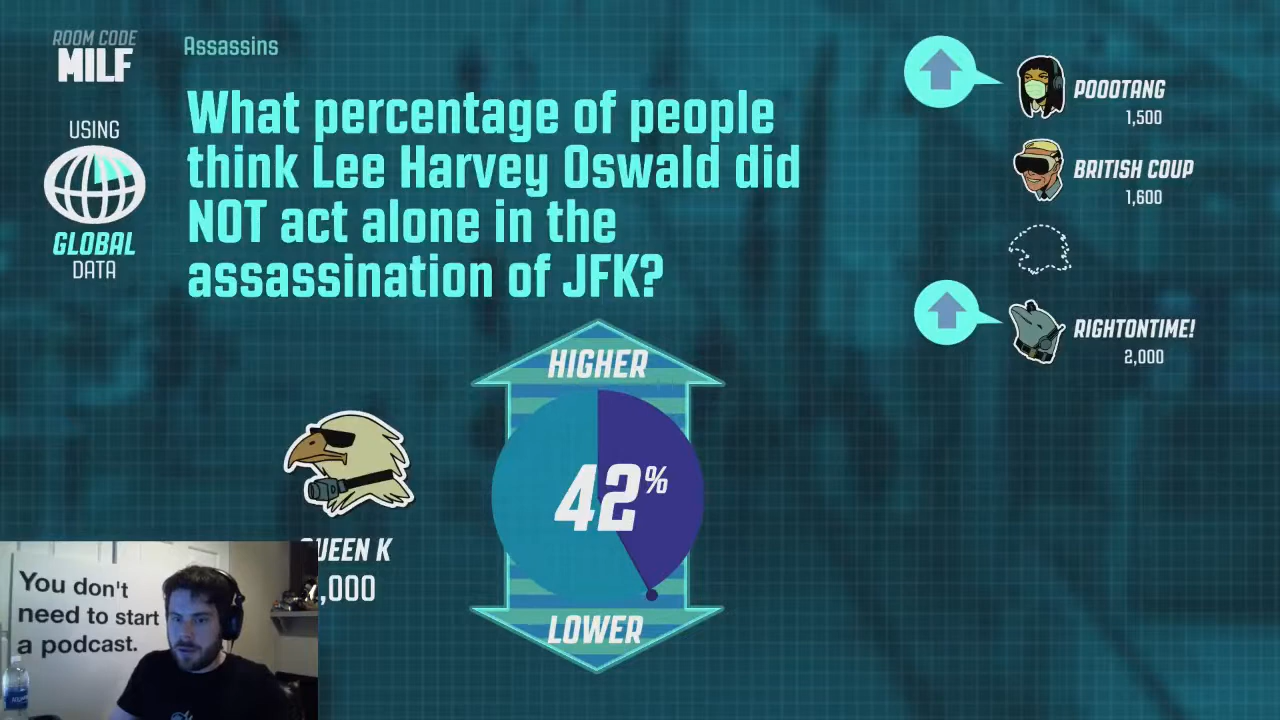 ROOM CODE
MILF
USING
GLOBAL
DATA
Assassins
What percentage of people
think Lee Harvey Oswald did
NOT act alone in the
assassination of JFK?
POOOTANG
1,500
BRITISH COUP
1,600
RIGHTONTIME!
2,000
HIGHER
42%
LOWER
UEEN K
,000
You don't
need to start
a podcast.